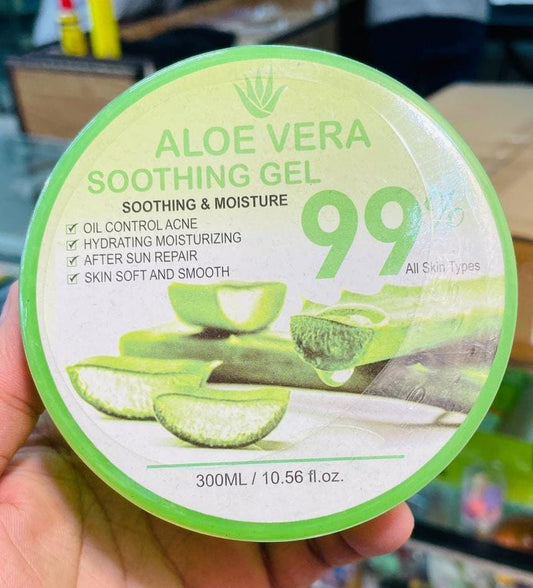 ALOE VERA
SOOTHING GEL
SOOTHING & MOISTURE
99%
OIL CONTROL ACNE
HYDRATING MOISTURIZING
AFTER SUN REPAIR
SKIN SOFT AND SMOOTH
All Skin Types
300ML / 10.56 fl.oz.